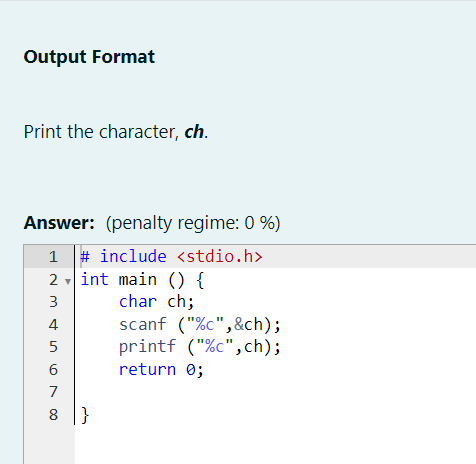 Output Format
Print the character, ch.
Answer: (penalty regime: 0 %)
1 # include <stdio.h>
2 int main () {
3 char ch;
4 scanf ("%c",&ch);
5 printf ("%c",ch);
6 return 0;
7
8 }